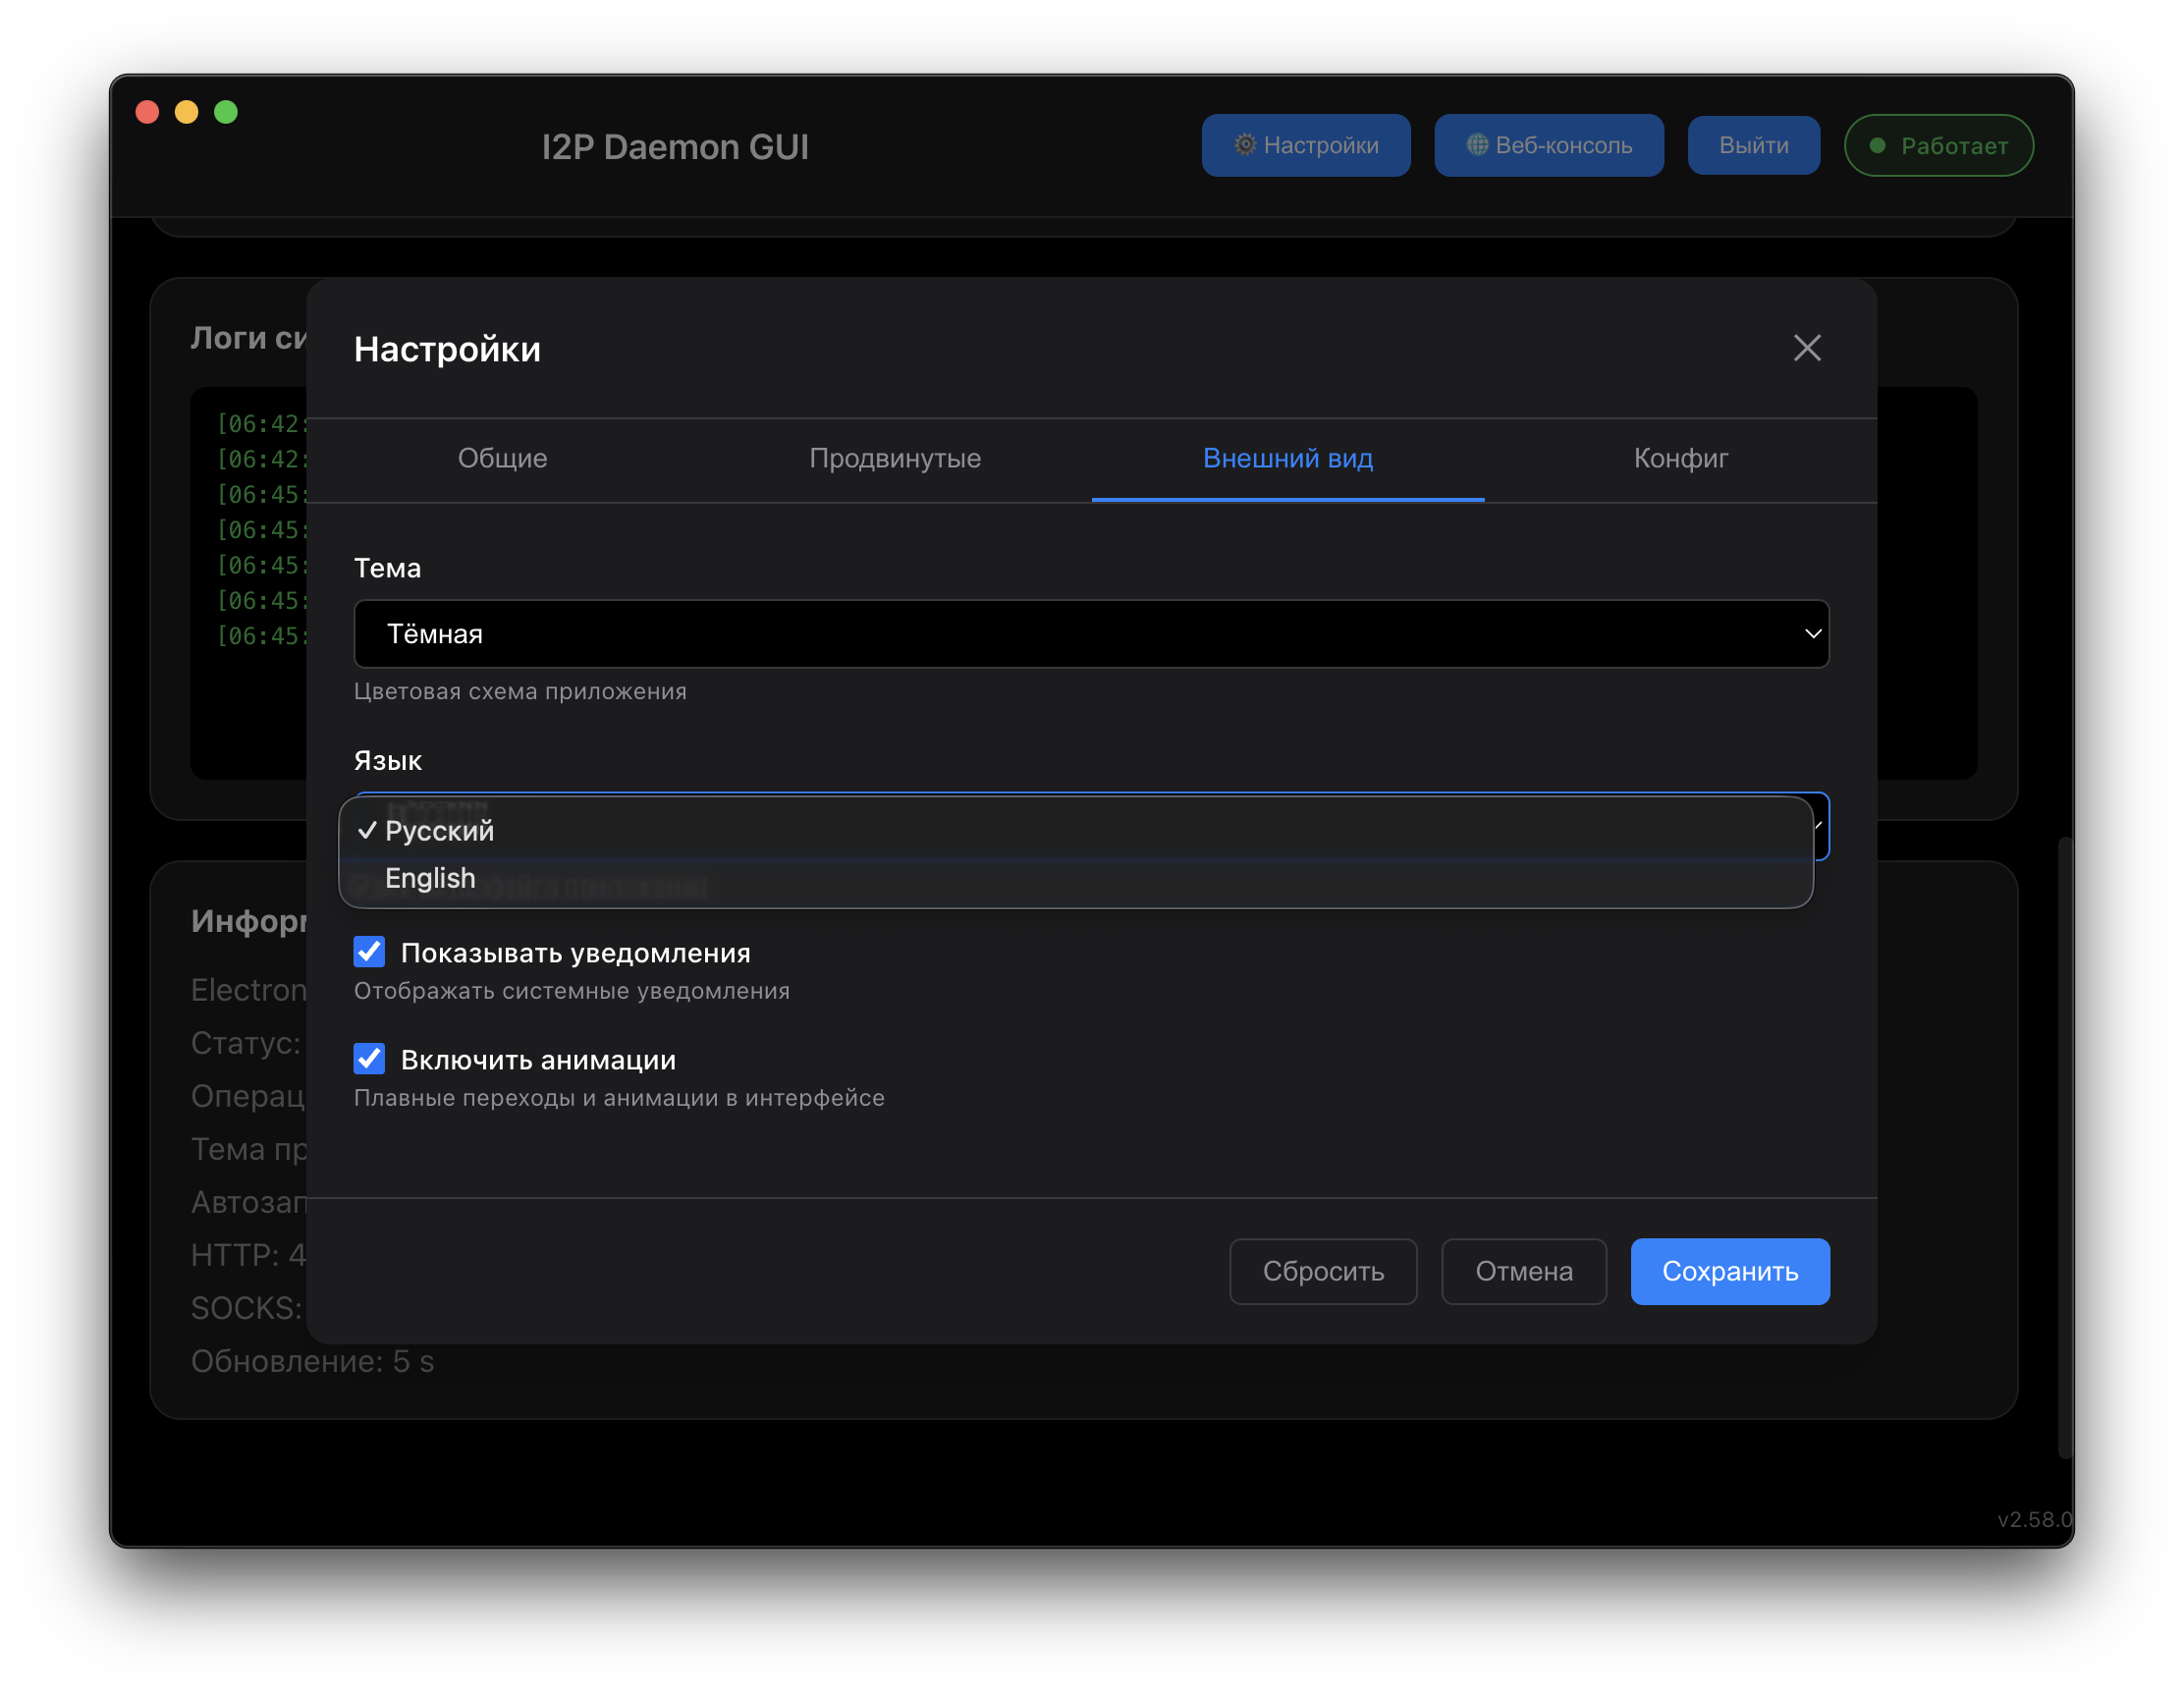 I2P Daemon GUI
Настройки
Веб-консоль
Выйти
Работает
Логи си
[06:42:
[06:42:
[06:45:
[06:45:
[06:45:
[06:45:
[06:45:
Настройки
Общие
Продвинутые
Внешний вид
Конфиг
Тема
Тёмная
Цветовая схема приложения
Язык
Русский
English
Показывать уведомления
Отображать системные уведомления
Включить анимации
Плавные переходы и анимации в интерфейсе
Сбросить
Отмена
Сохранить
Electron
Статус:
Операц
Тема пр
HTTP: 4
SOCKS:
Обновление: 5 s
v2.58.0